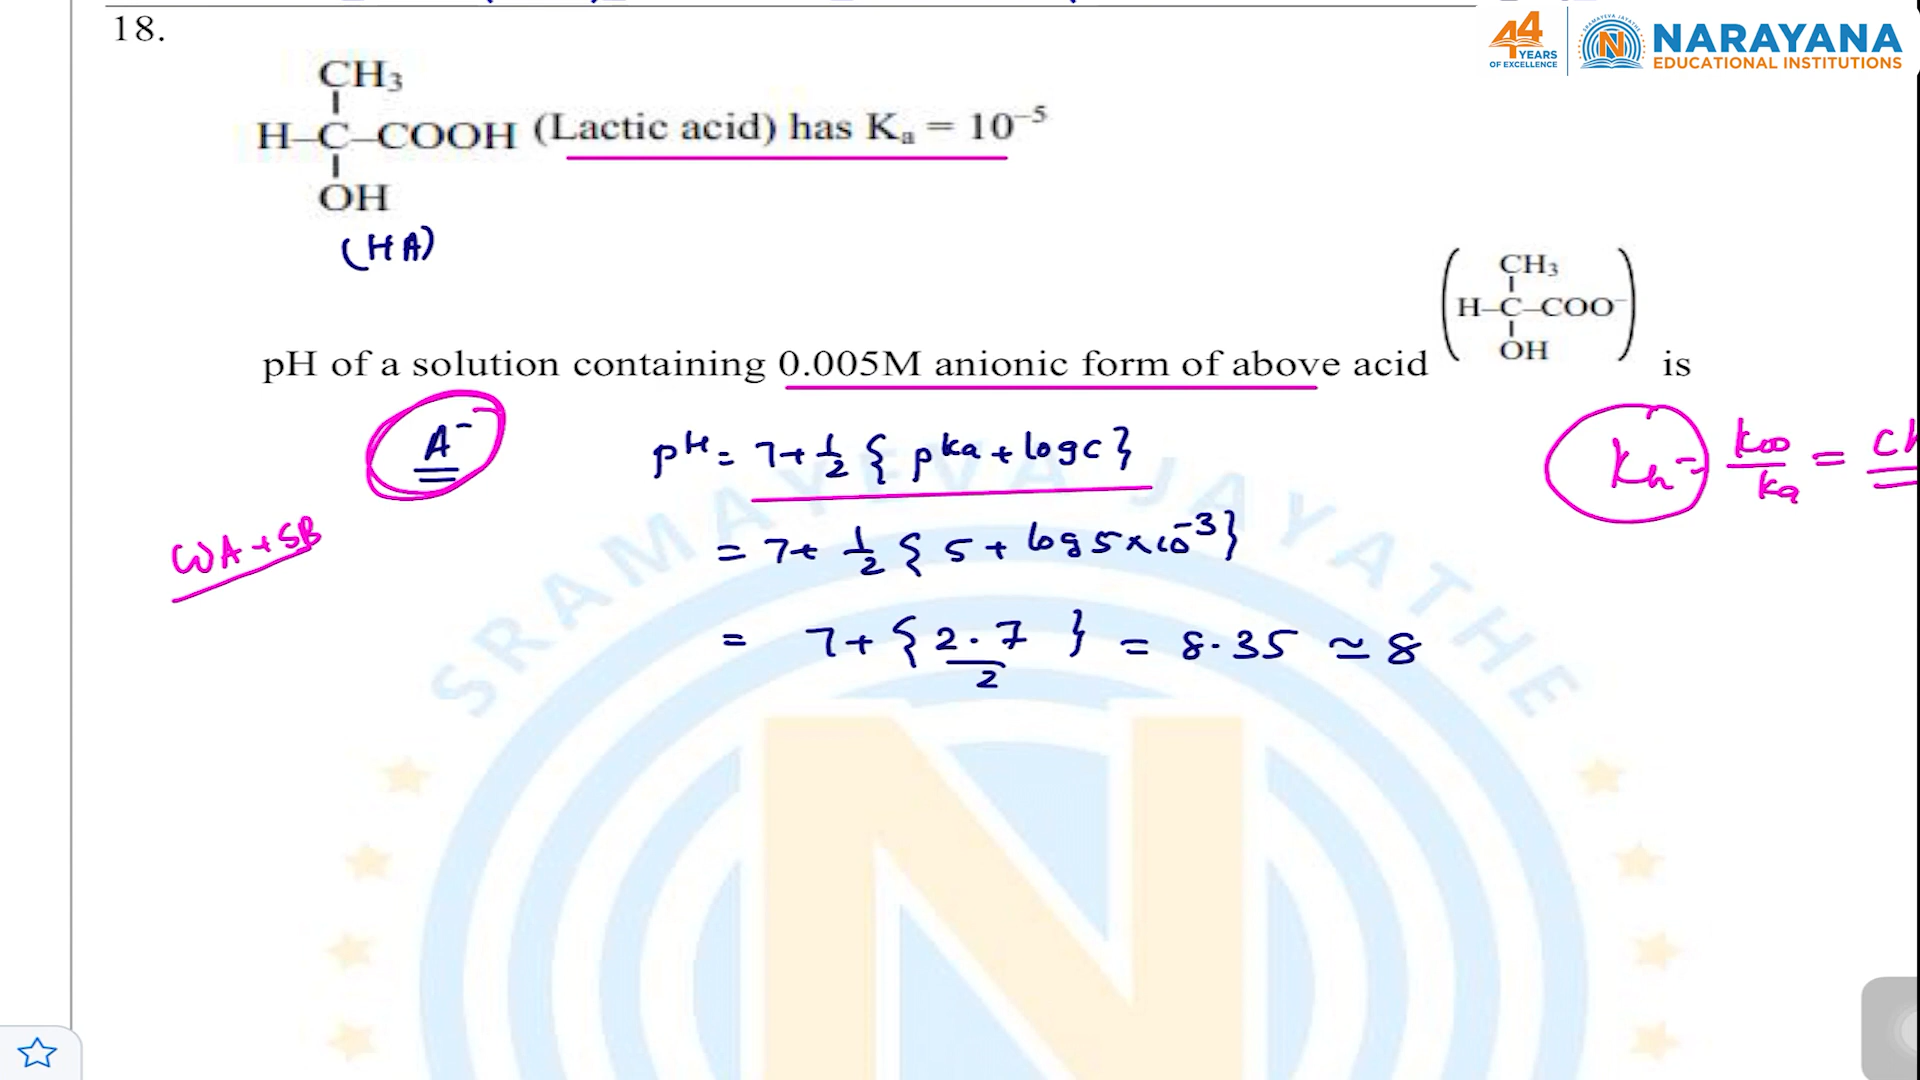 18.
44 YEARS OF EXCELLENCE
SRAMAYEVA JAYATHE
N
NARAYANA
EDUCATIONAL INSTITUTIONS
CH₃
H–C–COOH (Lactic acid) has Kₐ = 10⁻⁵
OH
(HA)
CH₃
H–C–COO⁻
OH
pH of a solution containing 0.005M anionic form of above acid is
A⁻
pH = 7+ 1/2 { pka + log c }
Kh = kω/ka =
WA + SB
= 7+ 1/2 { 5 + log 5×10⁻³ }
= 7+ { 2.7/2 } = 8.35 ≃ 8
SRAMAYEVA JAYATHE
N